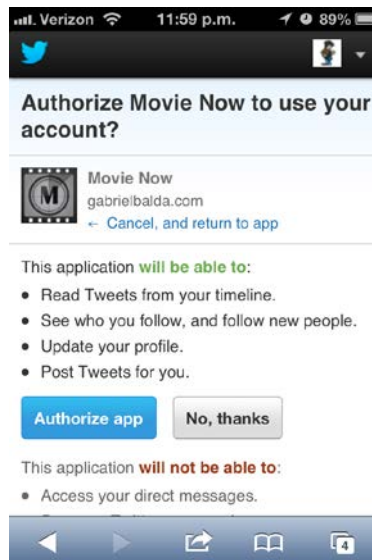 Verizon 11:59 p.m. 89%
Authorize Movie Now to use your
account?
M
Movie Now
gabrielbalda.com
← Cancel, and return to app
This application will be able to:
• Read Tweets from your timeline.
• See who you follow, and follow new people.
• Update your profile.
• Post Tweets for you.
Authorize app No, thanks
This application will not be able to:
• Access your direct messages.
4